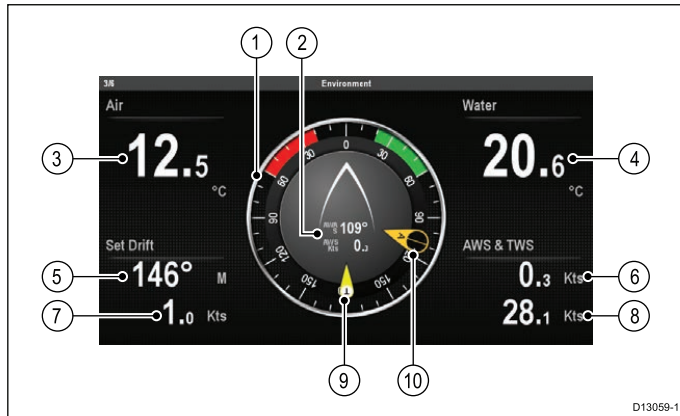 1 2
3/6 Environment
Air
Water
12.5 °C
20.6 °C
3
4
0
30 30
60 60
90 90
120
150 150
AWA S 109°
AWS Kts 0.3
A
T
Set Drift
AWS & TWS
5 146° M
0.3 Kts 6
7 1.0 Kts
28.1 Kts 8
9 10
D13059-1